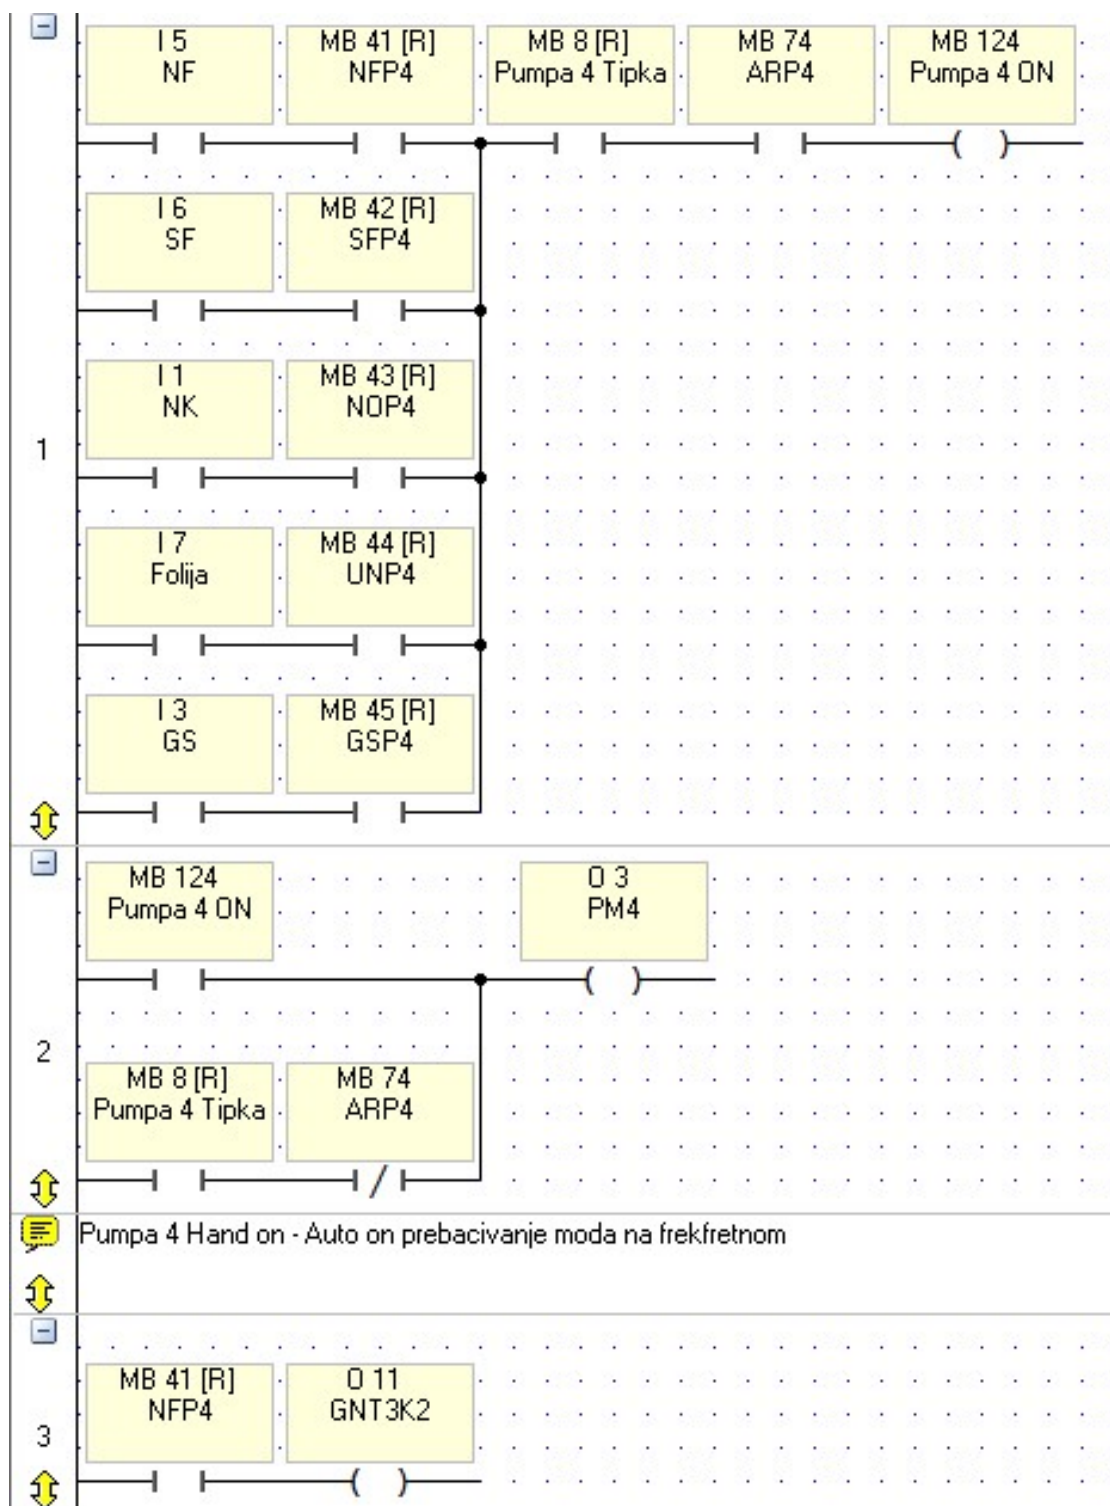 I 5 MB 41 [R] MB 8 [R] MB 74 MB 124
NF NFP4 Pumpa 4 Tipka ARP4 Pumpa 4 ON
I 6 MB 42 [R]
SF SFP4
I 1 MB 43 [R]
NK NOP4
1
I 7 MB 44 [R]
Folija UNP4
I 3 MB 45 [R]
GS GSP4
MB 124 O 3
Pumpa 4 ON PM4
2
MB 8 [R] MB 74
Pumpa 4 Tipka ARP4
Pumpa 4 Hand on - Auto on prebacivanje moda na frekfretnom
MB 41 [R] O 11
NFP4 GNT3K2
3